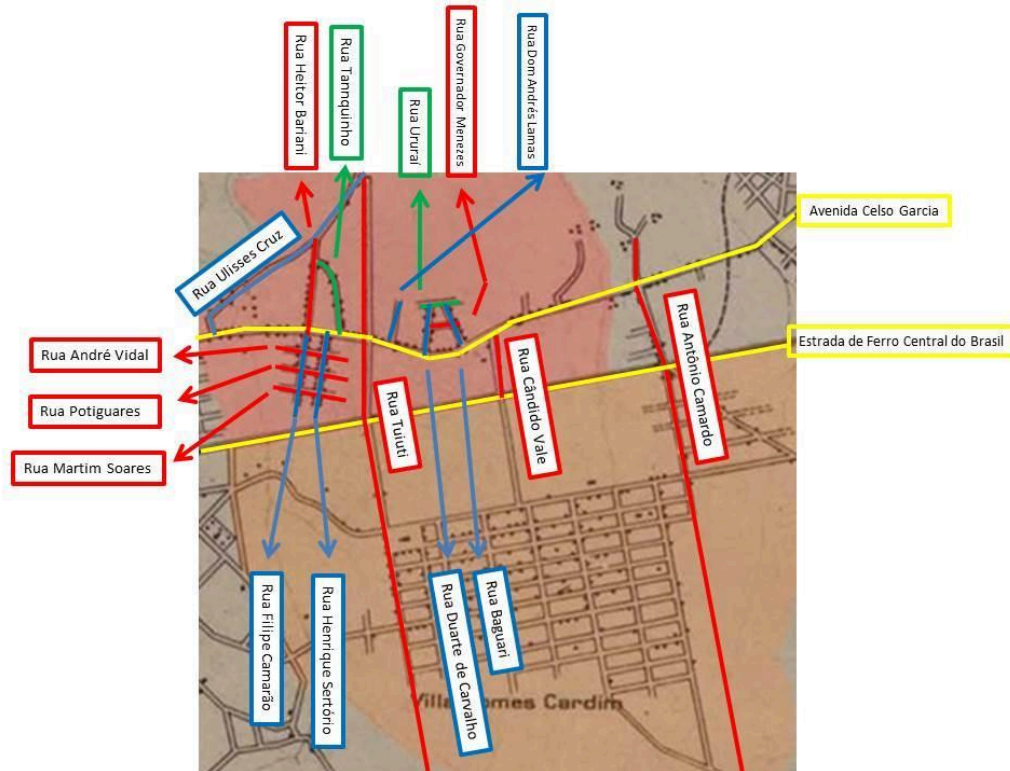 Rua Heitor Bariani
Rua Tannquinho
Rua Ururaí
Rua Governador Menezes
Rua Dom Andrés Lamas
Avenida Celso Garcia
Rua Ulisses Cruz
Estrada de Ferro Central do Brasil
Rua André Vidal
Rua Potiguares
Rua Martim Soares
Rua Tuiuti
Rua Cândido Vale
Rua Antônio Camardo
Rua Filipe Camarão
Rua Henrique Sertório
Rua Duarte de Carvalho
Rua Baguari
Villa Gomes Cardim